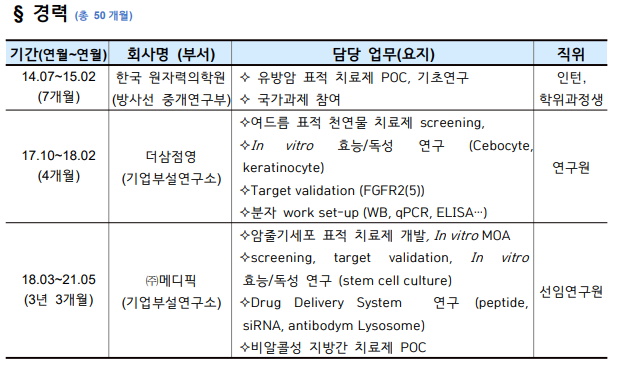 § 경력 (총 50 개월)
기간(연월~연월) 회사명 (부서) 담당 업무(요지) 직위
14.07~15.02
(7개월)
한국 원자력의학원
(방사선 중개연구부)
✧ 유방암 표적 치료제 POC, 기초연구
✧ 국가과제 참여
인턴,
학위과정생
17.10~18.02
(4개월)
더삼점영
(기업부설연구소)
✧여드름 표적 천연물 치료제 screening,
✧In vitro 효능/독성 연구 (Cebocyte,
keratinocyte)
✧Target validation (FGFR2(5))
✧분자 work set-up (WB, qPCR, ELISA…)
연구원
18.03~21.05
(3년 3개월)
㈜메디픽
(기업부설연구소)
✧암줄기세포 표적 치료제 개발, In vitro MOA
✧screening, target validation, In vitro
효능/독성 연구 (stem cell culture)
✧Drug Delivery System 연구 (peptide,
siRNA, antibodym Lysosome)
✧비알콜성 지방간 치료제 POC
선임연구원